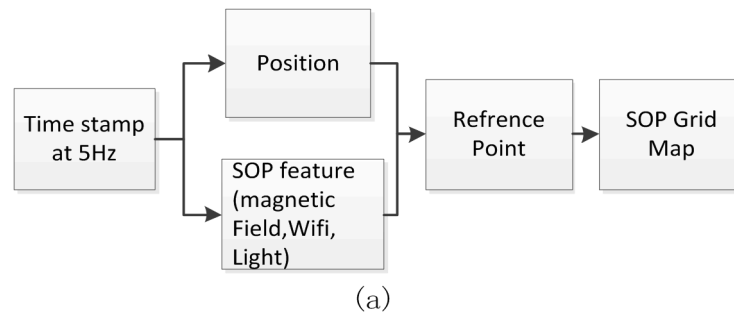 Position
Time stamp
at 5Hz
SOP feature
(magnetic
Field,Wifi,
Light)
Refrence
Point
SOP Grid
Map
(a)